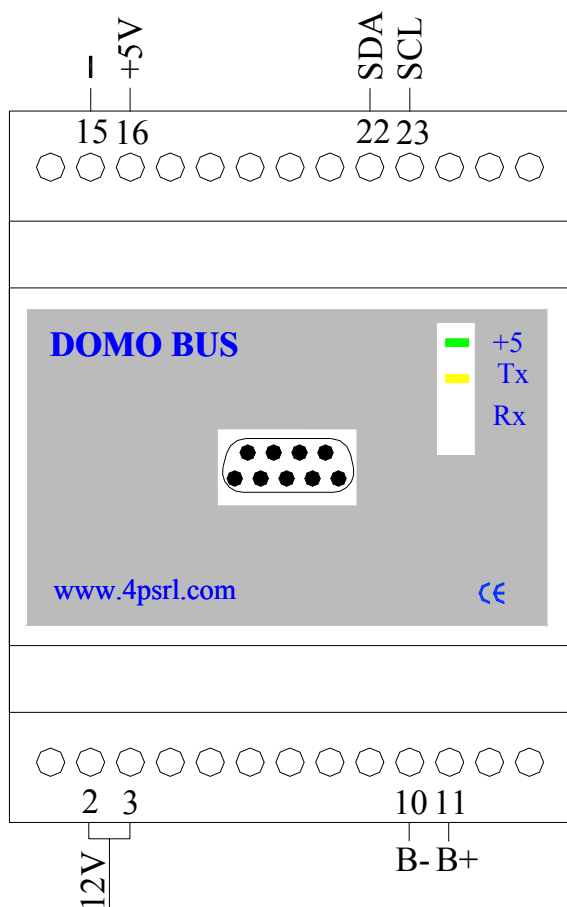 – +5V SDA SCL
15 16 22 23
DOMO BUS
+5
Tx
Rx
www.4psrl.com CE
2 3 10 11
12V B- B+